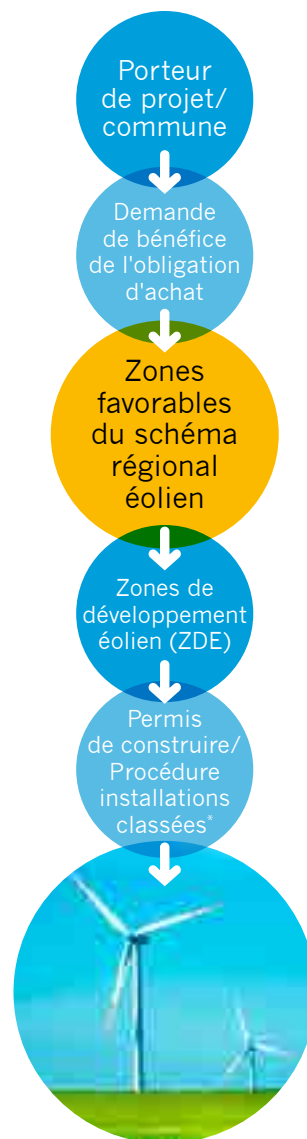 Porteur
de projet/
commune
Demande
de bénéfice
de l'obligation
d'achat
Zones
favorables
du schéma
régional
éolien
Zones de
développement
éolien (ZDE)
Permis
de construire/
Procédure
installations
classées*